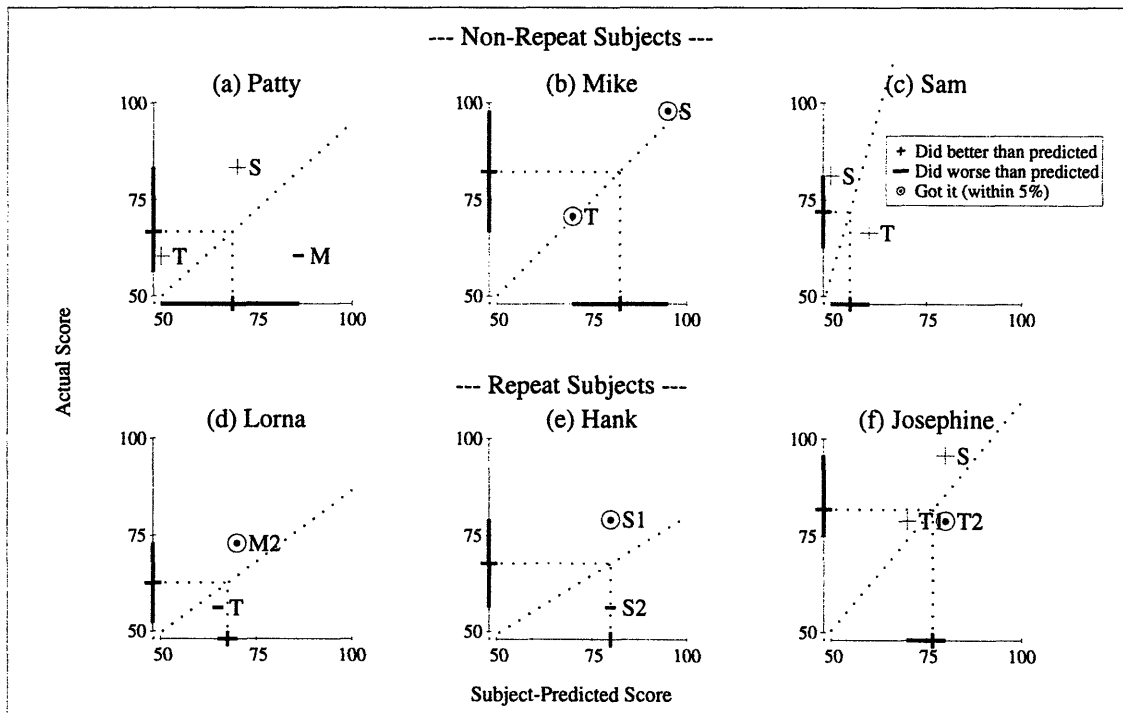 --- Non-Repeat Subjects ---
(a) Patty
(b) Mike
(c) Sam
100
75
50
50
75
100
S
T
M
100
75
50
50
75
100
S
T
100
75
50
50
75
100
S
T
+ Did better than predicted
Did worse than predicted
Got it (within 5%)
Actual Score
--- Repeat Subjects ---
(d) Lorna
(e) Hank
(f) Josephine
100
75
50
50
75
100
M2
T
100
75
50
50
75
100
S1
S2
100
75
50
50
75
100
S
T2
Subject-Predicted Score